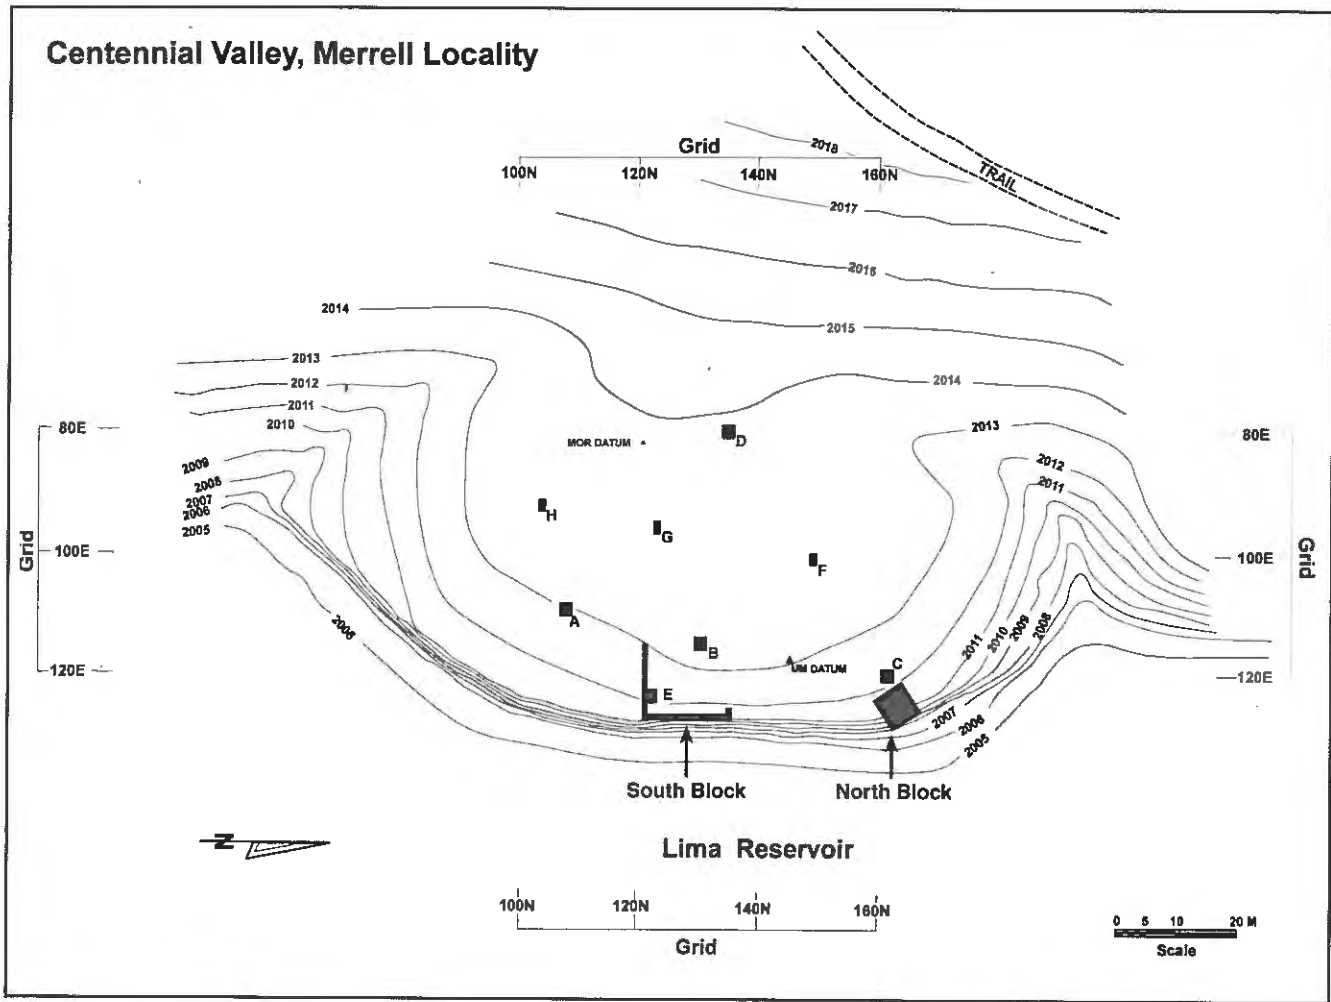 Centennial Valley, Merrell Locality
Grid
100N 120N 140N 160N
2018
TRAIL
2017
2016
2015
2014
2014
2013
2012
2011
2010
2009
2008
2007
2006
2005
2006
2013
2012
2011
80E
100E
120E
Grid
80E
100E
120E
Grid
MOR DATUM
D
H
G
F
A
B
UM DATUM
C
E
2011
2010
2009
2008
2007
2006
2005
South Block
North Block
N
Lima Reservoir
100N 120N 140N 160N
Grid
0 5 10 20 M
Scale